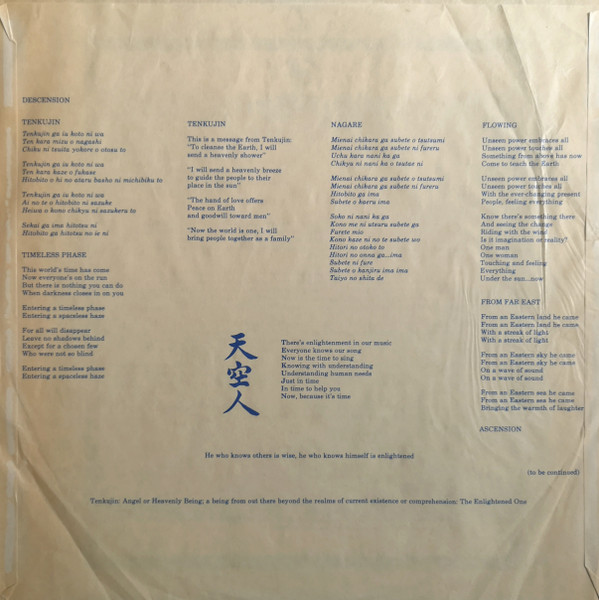 DESCENSION
TENKUJIN
Tenkujin ga iu koto ni wa
Ten kara mizu o nagashi
Chiku ni tsuita yokore o otosu to
Tenkujin ga iu koto ni wa
Ten kara kaze o fukase
Hitobito o hi no ataru basho ni michibiku to
Tenkujin ga iu koto ni wa
Ai no te o hitobito ni sazuke
Heiwa o kono chikyu ni sazukeru to
Sekai ga ima hitotsu ni
Hitobito ga hitotsu no ie ni
TIMELESS PHASE
This world's time has come
Now everyone's on the run
But there is nothing you can do
When darkness closes in on you
Entering a timeless phase
Entering a spaceless haze
For all will disappear
Leave no shadows behind
Except for a chosen few
Who were not so blind
Entering a timeless phase
Entering a spaceless haze
TENKUJIN
This is a message from Tenkujin:
"To cleanse the Earth, I will
send a heavenly shower"
"I will send a heavenly breeze
to guide the people to their
place in the sun"
"The hand of love offers
Peace on Earth
and goodwill toward men"
"Now the world is one, I will
bring people together as a family"
NAGARE
Mienai chikara ga subete o tsutsumi
Mienai chikara ga subete ni fureru
Uchu kara nani ka ga
Chikyu ni nani ka o tsutae ni
Mienai chikara ga subete o tsutsumi
Mienai chikara ga subete ni fureru
Hitobito ga ima
Subete o kaeru ima
Soko ni nani ka ga
Kono me ni utsuru subete ga
Furete mio
Kono kaze ni no te subete wo
Hitori no otoko to
Hitori no onna ga...ima
Subete ni fure
Subete o kanjiru ima ima
Taiyo no shita de
FLOWING
Unseen power embraces all
Unseen power touches all
Something from above has now
Come to teach the Earth
Unseen power embraces all
Unseen power touches all
With the ever-changing present
People, feeling everything
Know there's something there
And seeing the change
Riding with the wind
Is it imagination or reality?
One man
One woman
Touching and feeling
Everything
Under the sun...now
FROM FAR EAST
From an Eastern land he came
From an Eastern land he came
With a streak of light
With a streak of light
From an Eastern sky he came
From an Eastern sky he came
On a wave of sound
On a wave of sound
From an Eastern sea he came
From an Eastern sea he came
Bringing the warmth of laughter
ASCENSION
天空人
There's enlightenment in our music
Everyone knows our song
Now is the time to sing
Knowing with understanding
Understanding human needs
Just in time
In time to help you
Now, because it's time
He who knows others is wise, he who knows himself is enlightened
(to be continued)
Tenkujin: Angel or Heavenly Being; a being from out there beyond the realms of current existence or comprehension: The Enlightened One